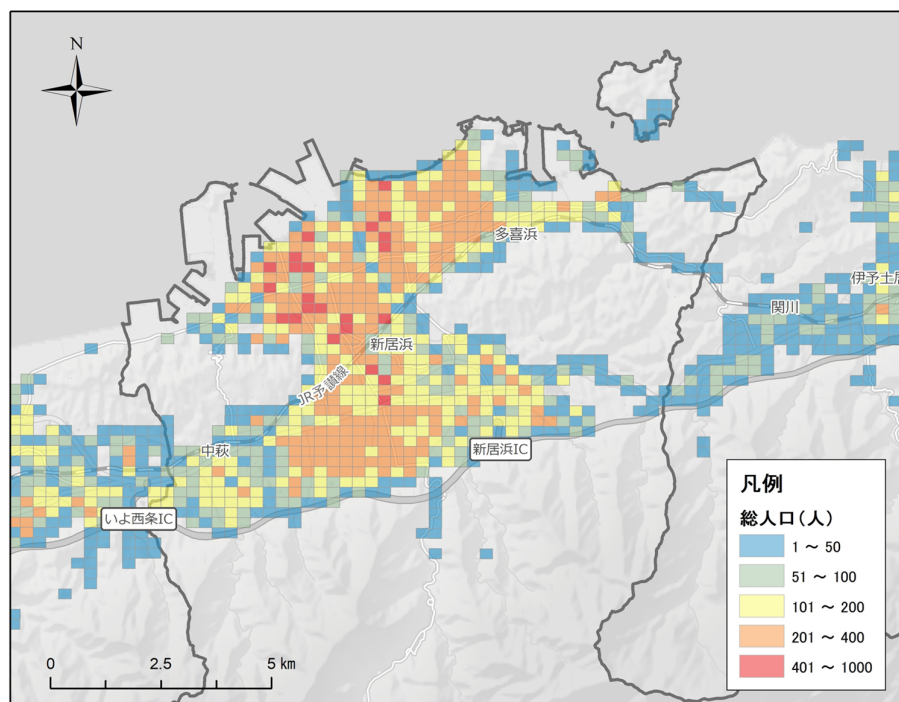 N
多喜浜
伊予土居
関川
新居浜
JR予讃線
中萩
新居浜IC
いよ西条IC
凡例
総人口(人)
1 ～ 50
51 ～ 100
101 ～ 200
201 ～ 400
401 ～ 1000
0 2.5 5 km